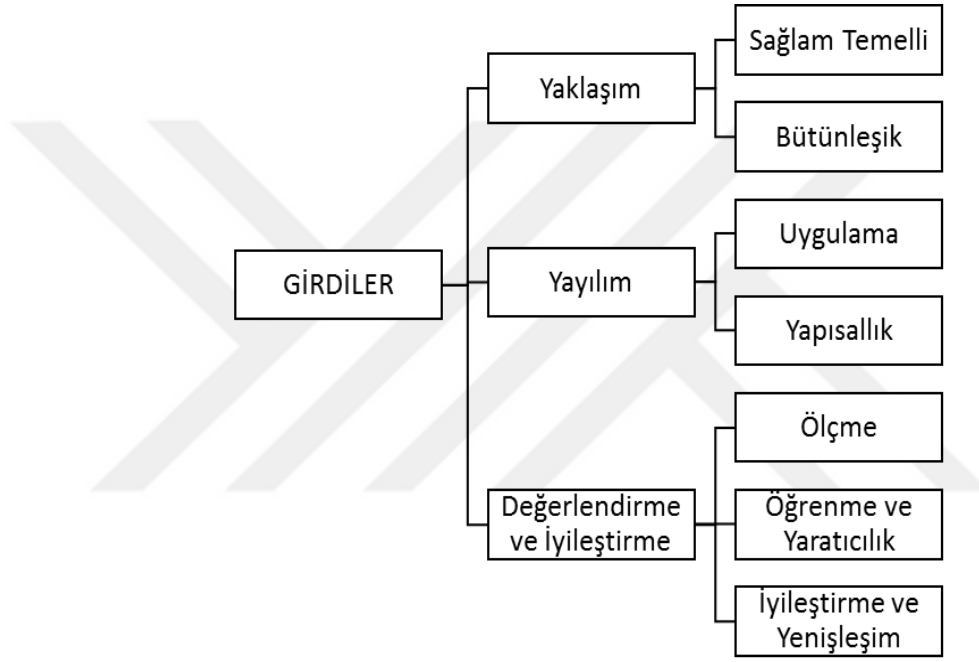 GİRDİLER
Yaklaşım
Sağlam Temelli
Bütünleşik
Yayılım
Uygulama
Yapısallık
Değerlendirme
ve İyileştirme
Ölçme
Öğrenme ve
Yaratıcılık
İyileştirme ve
Yenişleşim